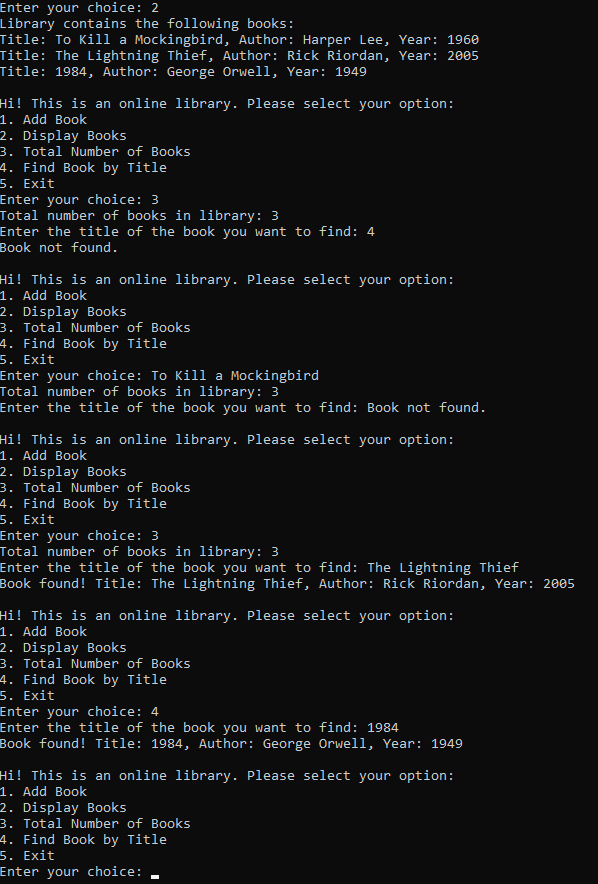 Enter your choice: 2
Library contains the following books:
Title: To Kill a Mockingbird, Author: Harper Lee, Year: 1960
Title: The Lightning Thief, Author: Rick Riordan, Year: 2005
Title: 1984, Author: George Orwell, Year: 1949
Hi! This is an online library. Please select your option:
1. Add Book
2. Display Books
3. Total Number of Books
4. Find Book by Title
5. Exit
Enter your choice: 3
Total number of books in library: 3
Enter the title of the book you want to find: 4
Book not found.
Hi! This is an online library. Please select your option:
1. Add Book
2. Display Books
3. Total Number of Books
4. Find Book by Title
5. Exit
Enter your choice: To Kill a Mockingbird
Total number of books in library: 3
Enter the title of the book you want to find: Book not found.
Hi! This is an online library. Please select your option:
1. Add Book
2. Display Books
3. Total Number of Books
4. Find Book by Title
5. Exit
Enter your choice: 3
Total number of books in library: 3
Enter the title of the book you want to find: The Lightning Thief
Book found! Title: The Lightning Thief, Author: Rick Riordan, Year: 2005
Hi! This is an online library. Please select your option:
1. Add Book
2. Display Books
3. Total Number of Books
4. Find Book by Title
5. Exit
Enter your choice: 4
Enter the title of the book you want to find: 1984
Book found! Title: 1984, Author: George Orwell, Year: 1949
Hi! This is an online library. Please select your option:
1. Add Book
2. Display Books
3. Total Number of Books
4. Find Book by Title
5. Exit
Enter your choice: